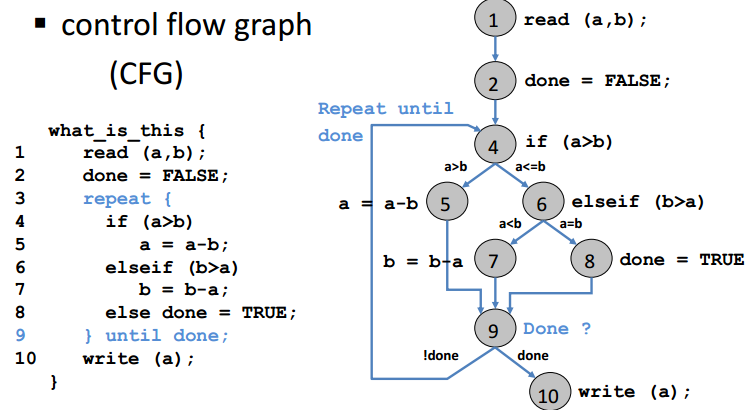 ▪ control flow graph
(CFG)
what_is_this {
1 read (a,b);
2 done = FALSE;
3 repeat {
4 if (a>b)
5 a = a-b;
6 elseif (b>a)
7 b = b-a;
8 else done = TRUE;
9 } until done;
10 write (a);
}
1 read (a,b);
2 done = FALSE;
Repeat until
done
4 if (a>b)
a>b a<=b
a = a-b 5
6 elseif (b>a)
a<b a=b
b = b-a 7
8 done = TRUE
9 Done ?
!done done
10 write (a);